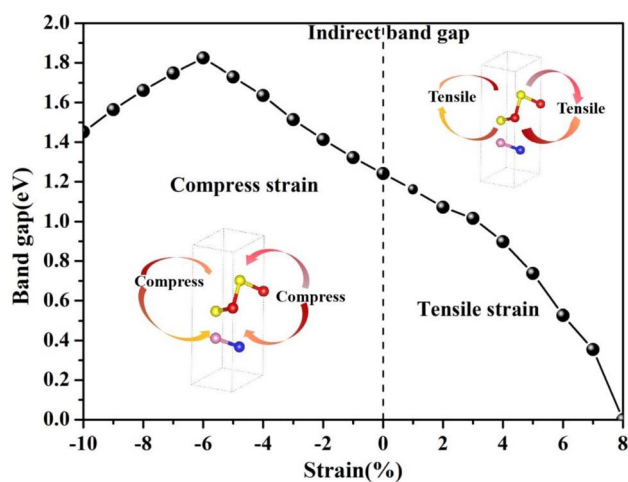 Indirect band gap
2.0
1.8
1.6
1.4
1.2
1.0
0.8
0.6
0.4
0.2
0.0
Band gap(eV)
Tensile
Tensile
Compress strain
Compress
Compress
Tensile strain
-10 -8 -6 -4 -2 0 2 4 6 8
Strain(%)